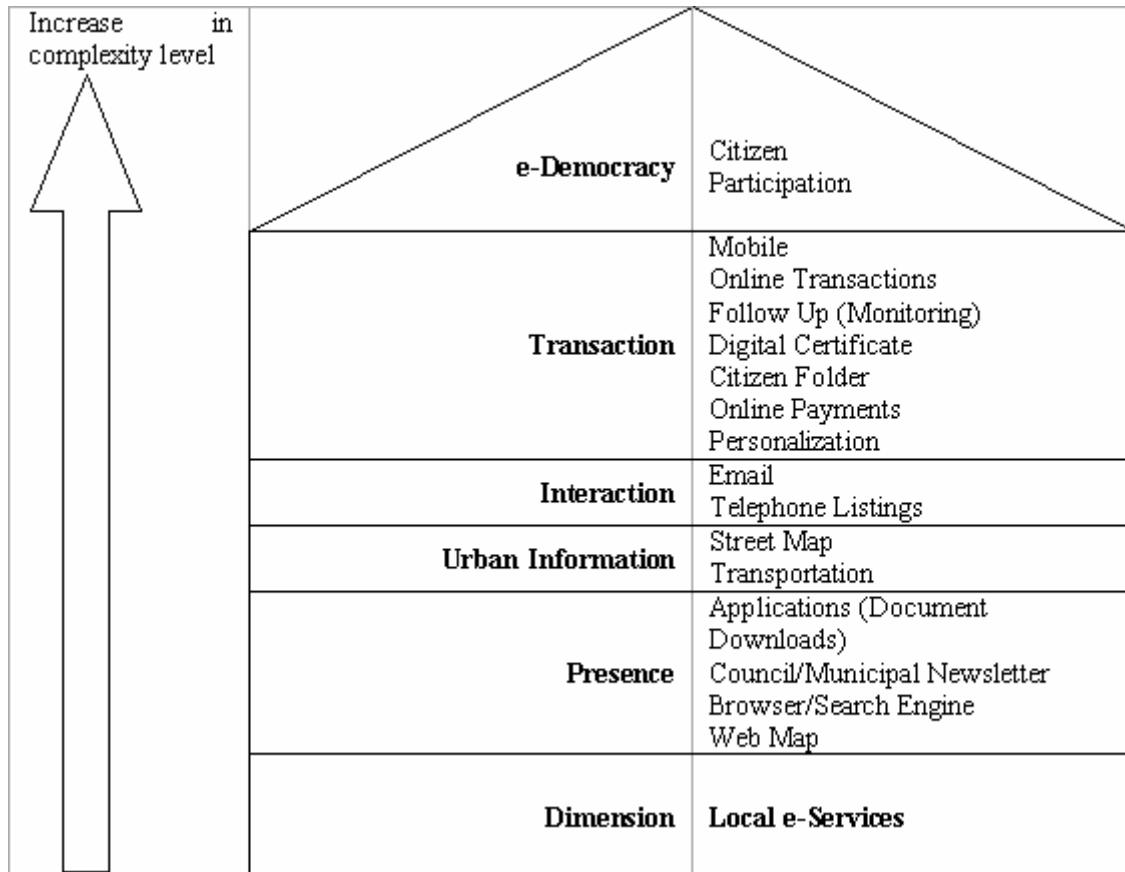 Increase in
complexity level
e-Democracy
Citizen
Participation
Transaction
Mobile
Online Transactions
Follow Up (Monitoring)
Digital Certificate
Citizen Folder
Online Payments
Personalization
Interaction
Email
Telephone Listings
Urban Information
Street Map
Transportation
Presence
Applications (Document
Downloads)
Council/Municipal Newsletter
Browser/Search Engine
Web Map
Dimension
Local e-Services